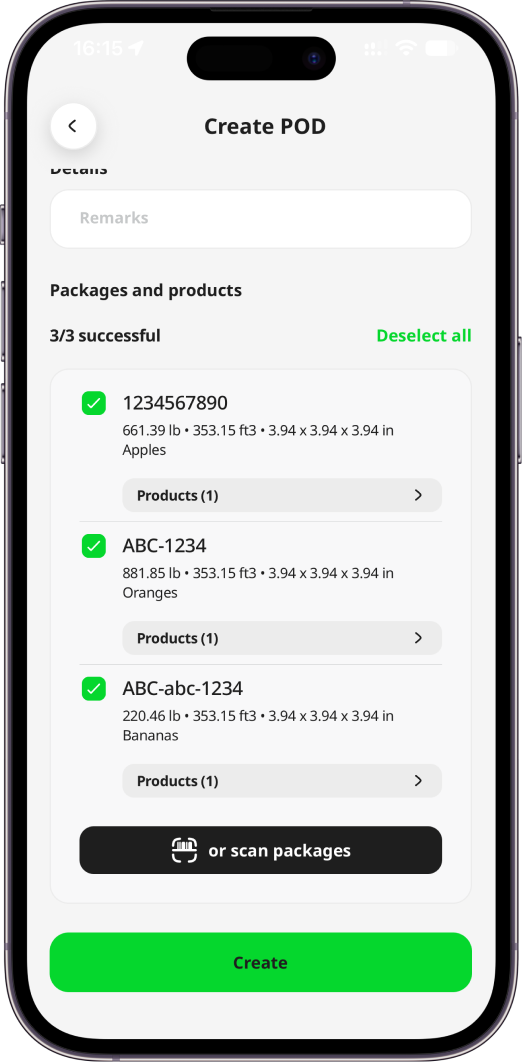 16:15
Create POD
Details
Remarks
Packages and products
3/3 successful
Deselect all
1234567890
661.39 lb • 353.15 ft3 • 3.94 x 3.94 x 3.94 in
Apples
Products (1)
ABC-1234
881.85 lb • 353.15 ft3 • 3.94 x 3.94 x 3.94 in
Oranges
Products (1)
ABC-abc-1234
220.46 lb • 353.15 ft3 • 3.94 x 3.94 x 3.94 in
Bananas
Products (1)
or scan packages
Create